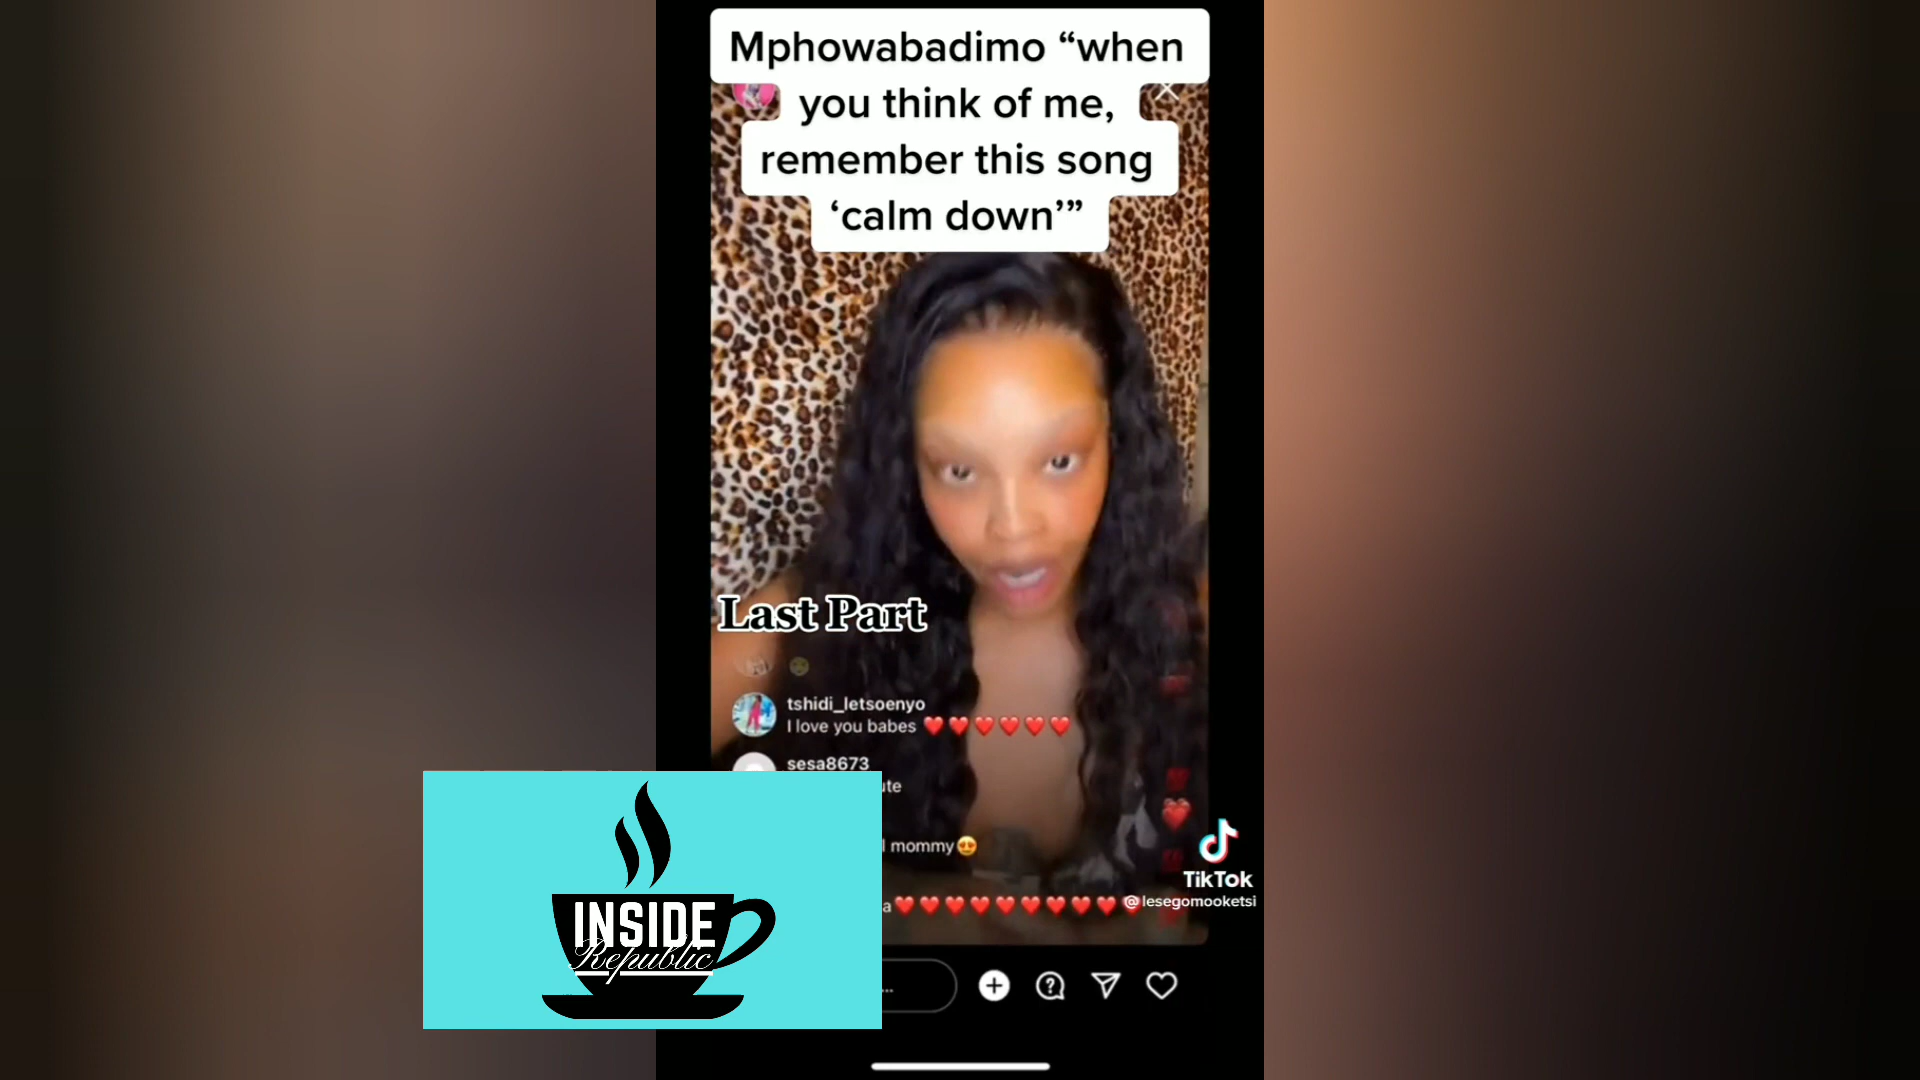 Mphowabadimo “when
you think of me,
remember this song
‘calm down’”
Last Part
tshidi_letsoenyo
I love you babes
sesa8673
mommy
INSIDE
Republic
TikTok
@lesegomooketsi